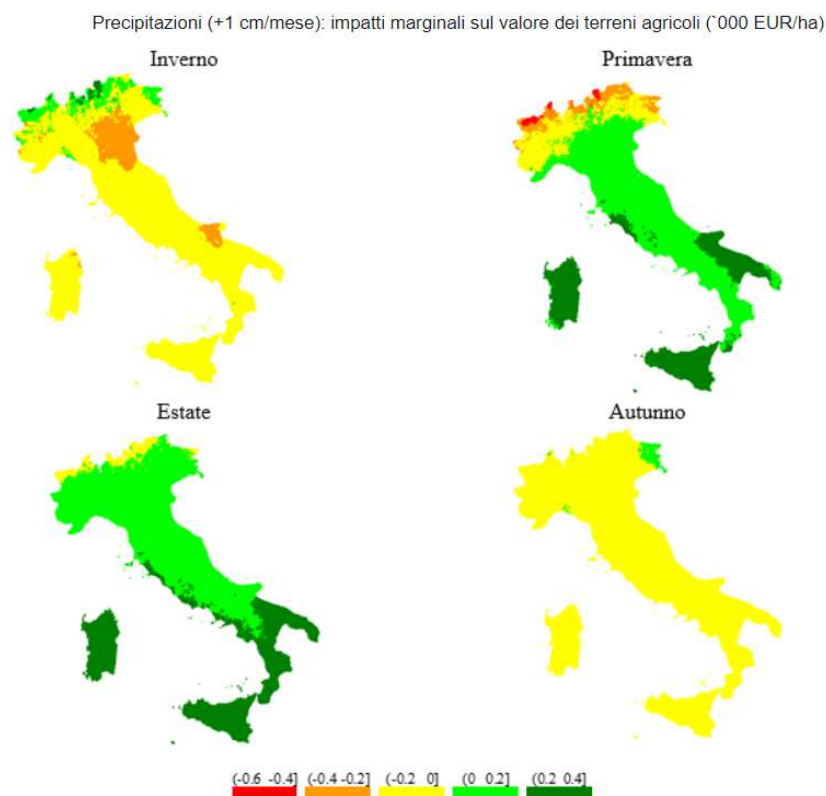 Precipitazioni (+1 cm/mese): impatti marginali sul valore dei terreni agricoli (`000 EUR/ha)
Inverno
Primavera
Estate
Autunno
(-0.6 -0.4] (-0.4 -0.2] (-0.2 0] (0 0.2] (0.2 0.4]